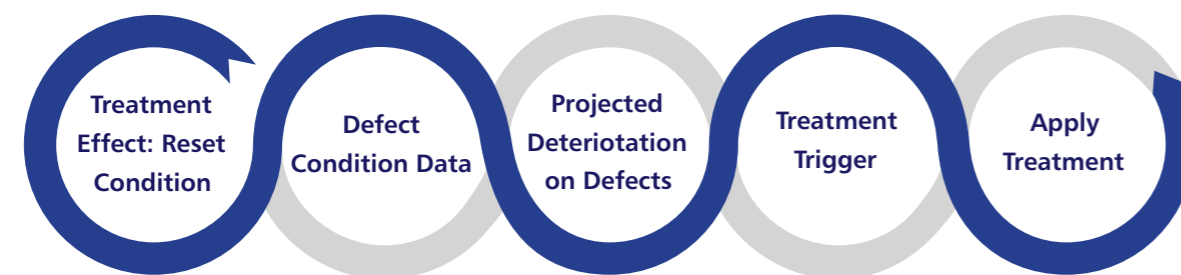 Treatment
Effect: Reset
Condition
Defect
Condition Data
Projected
Deteriotation
on Defects
Treatment
Trigger
Apply
Treatment